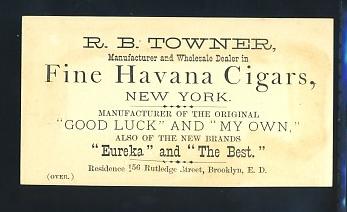 R. B. TOWNER,
Manufacturer and Wholesale Dealer in
Fine Havana Cigars,
NEW YORK.
MANUFACTURER OF THE ORIGINAL
"GOOD LUCK" AND "MY OWN,"
ALSO OF THE NEW BRANDS
"Eureka" and "The Best."
Residence 156 Rutledge Street, Brooklyn, E. D.
(OVER.)